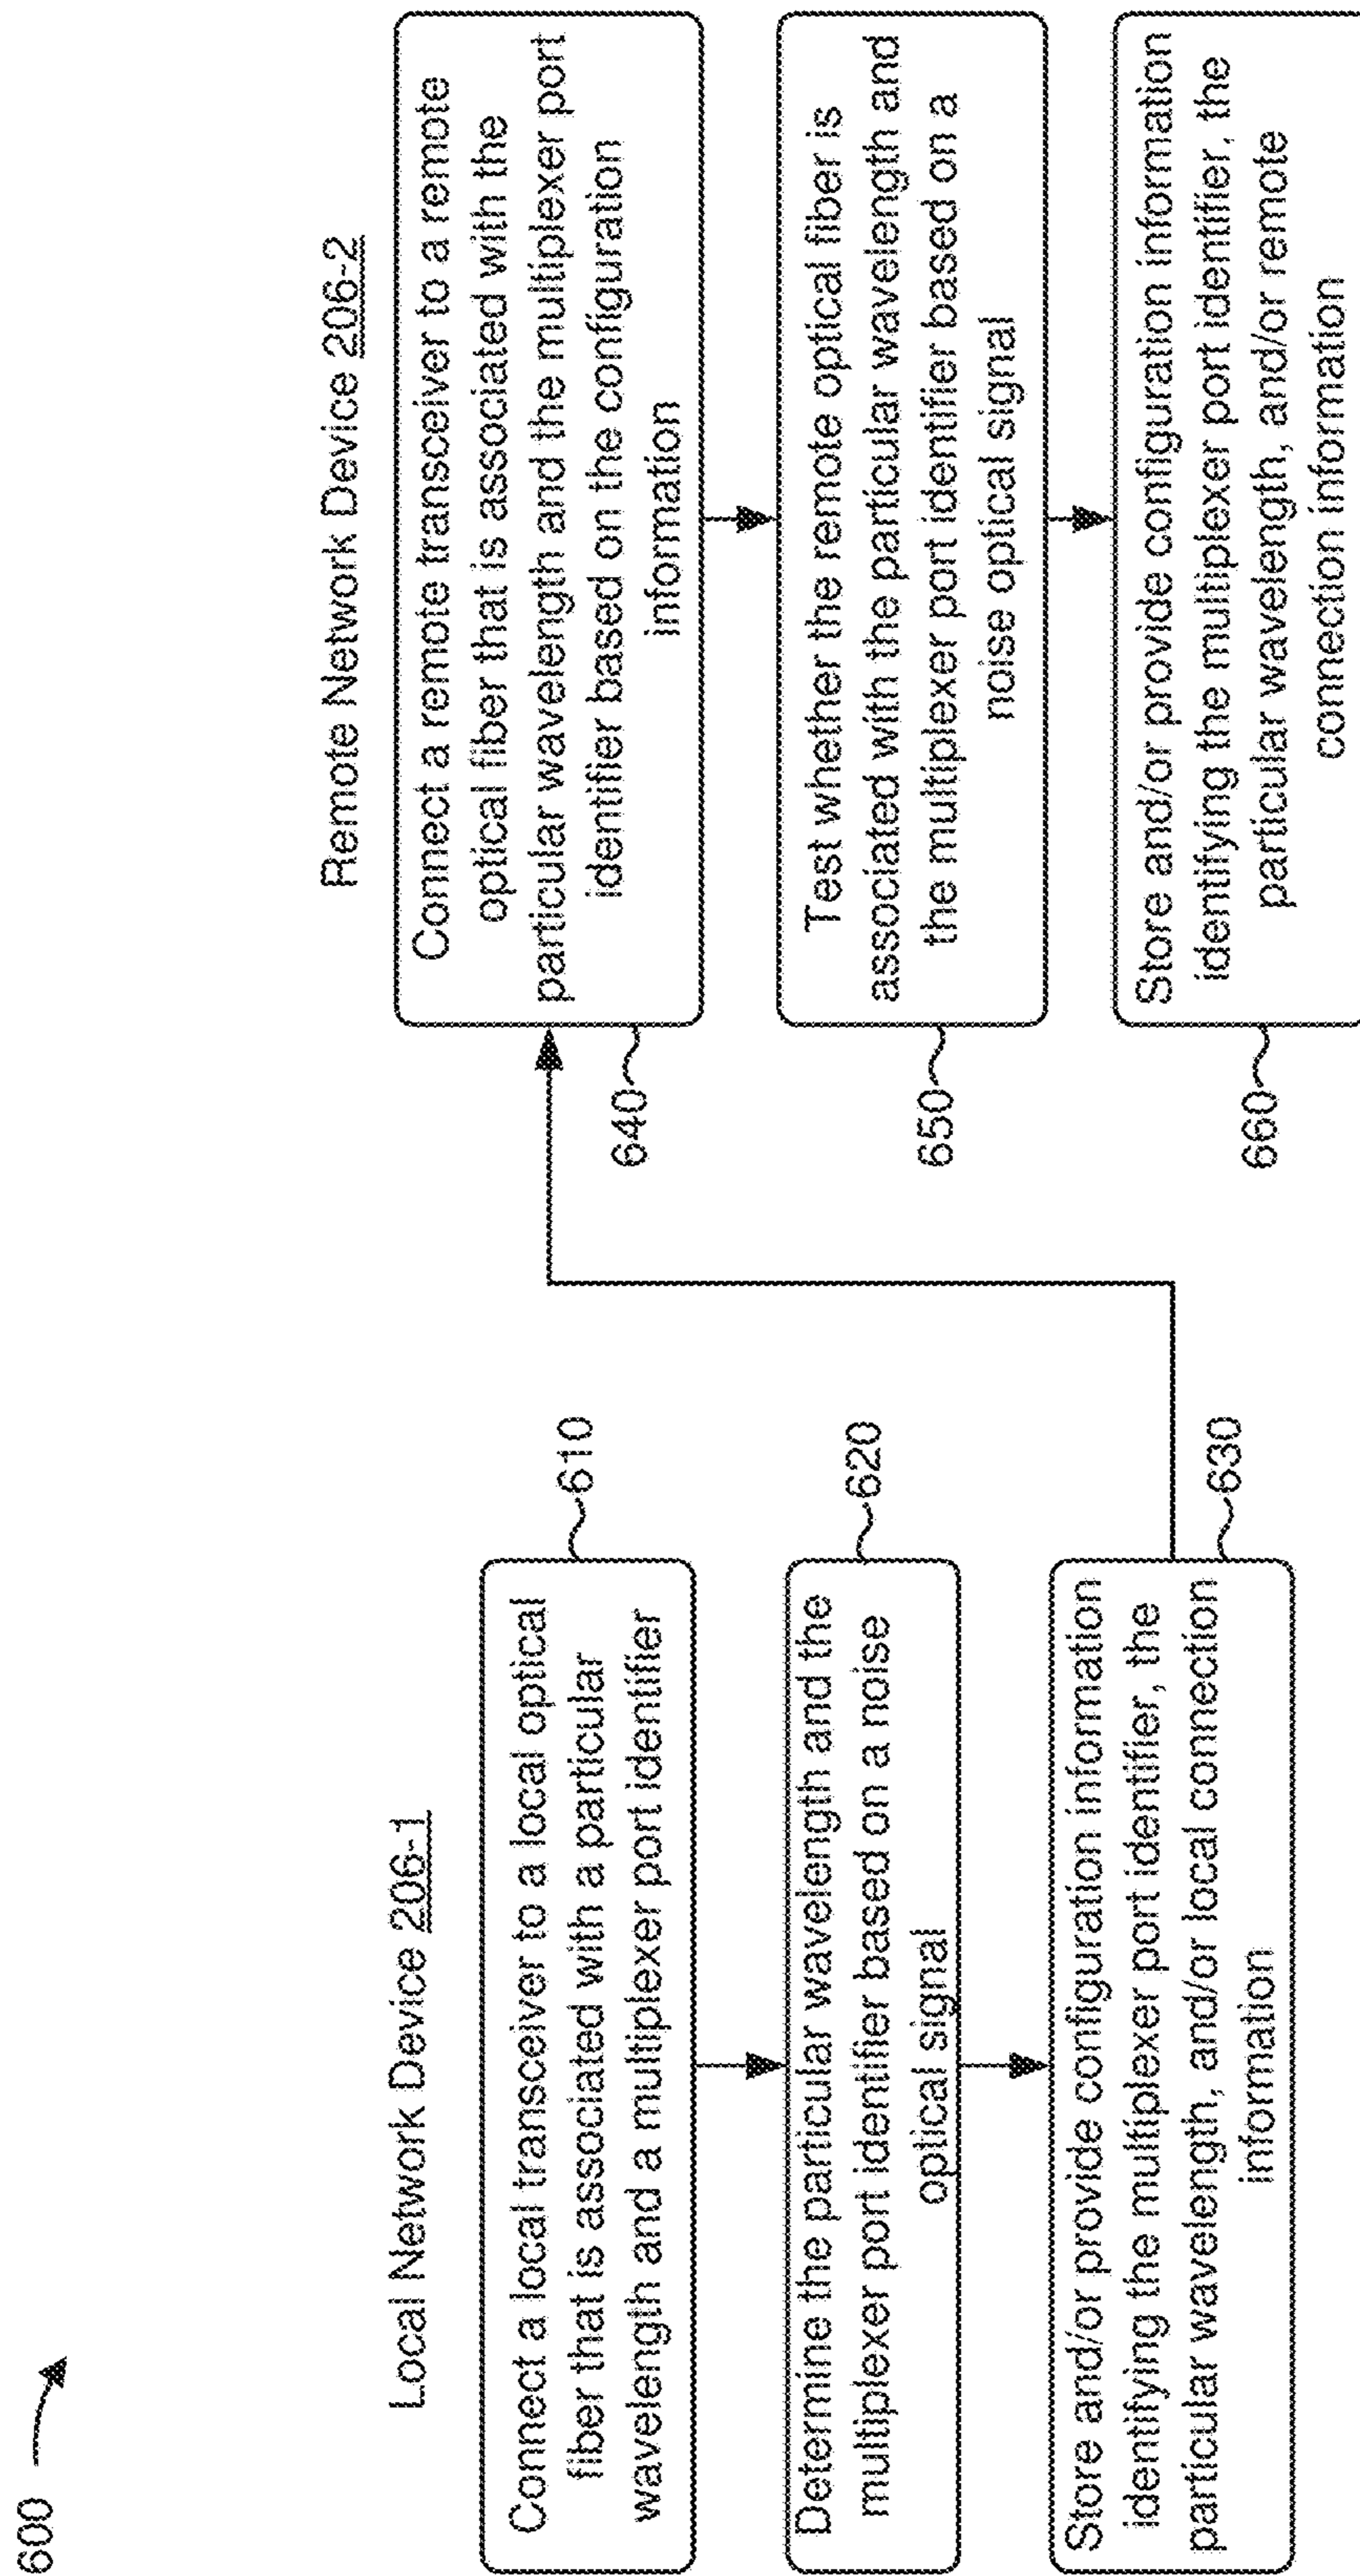 600
Local Network Device 206-1
Connect a local transceiver to a local optical
fiber that is associated with a particular
wavelength and a multiplexer port identifier
610
Determine the particular wavelength and the
multiplexer port identifier based on a noise
optical signal
620
Store and/or provide configuration information
identifying the multiplexer port identifier, the
particular wavelength, and/or local connection
information
630
Remote Network Device 206-2
Connect a remote transceiver to a remote
optical fiber that is associated with the
particular wavelength and the multiplexer port
identifier based on the configuration
information
640
Test whether the remote optical fiber is
associated with the particular wavelength and
the multiplexer port identifier based on a
noise optical signal
650
Store and/or provide configuration information
identifying the multiplexer port identifier, the
particular wavelength, and/or remote
connection information
660